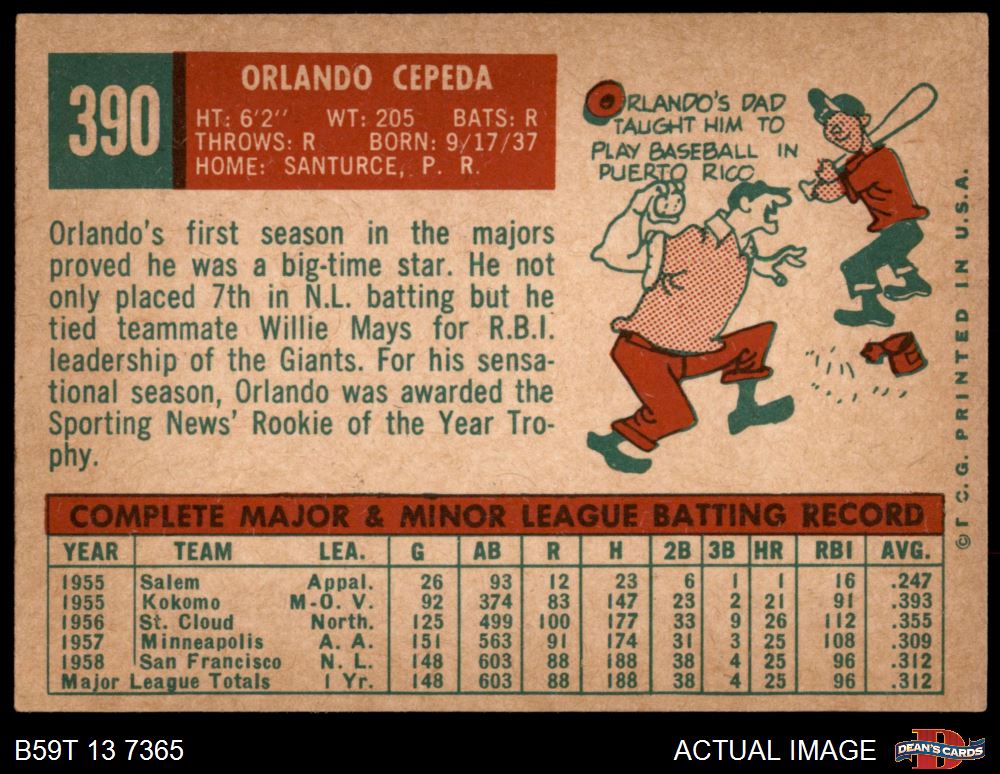 390
ORLANDO CEPEDA
HT: 6'2" WT: 205 BATS: R
THROWS: R BORN: 9/17/37
HOME: SANTURCE, P. R.
ORLANDO'S DAD
TAUGHT HIM TO
PLAY BASEBALL IN
PUERTO RICO
Orlando's first season in the majors
proved he was a big-time star. He not
only placed 7th in N.L. batting but he
tied teammate Willie Mays for R.B.I.
leadership of the Giants. For his sensa-
tional season, Orlando was awarded the
Sporting News' Rookie of the Year Tro-
phy.
©T.C.G. PRINTED IN U.S.A.
COMPLETE MAJOR & MINOR LEAGUE BATTING RECORD
YEAR TEAM LEA. G AB R H 2B 3B HR RBI AVG.
1955 Salem Appal. 26 93 12 23 6 1 1 16 .247
1955 Kokomo M-O. V. 92 374 83 147 23 2 21 91 .393
1956 St. Cloud North. 125 499 100 177 33 9 26 112 .355
1957 Minneapolis A. A. 151 563 91 174 31 3 25 108 .309
1958 San Francisco N. L. 148 603 88 188 38 4 25 96 .312
Major League Totals 1 Yr. 148 603 88 188 38 4 25 96 .312
B59T 13 7365
ACTUAL IMAGE
D
DEAN'S CARDS